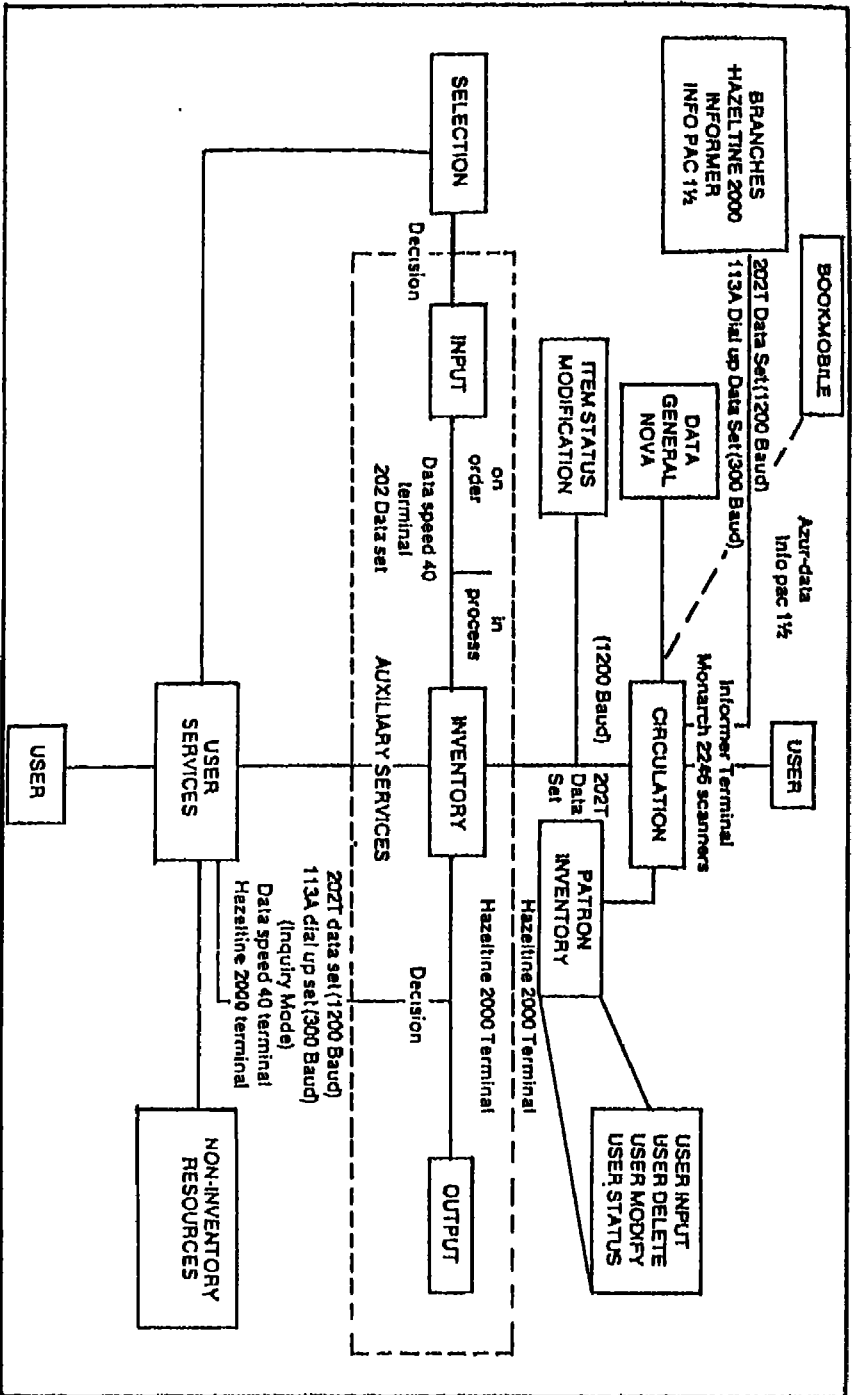 BOOKMOBILE
Azur-data
Info pac 1½
USER
BRANCHES
HAZELTINE 2000
INFORMER
INFO PAC 1½
202T Data Set (1200 Baud)
113A Dial up Data Set (300 Baud)
Informer Terminal
Monarch 2246 scanners
DATA
GENERAL
NOVA
CIRCULATION
USER INPUT
USER DELETE
USER MODIFY
USER STATUS
ITEM STATUS
MODIFICATION
(1200 Baud)
202T
Data
Set
PATRON
INVENTORY
Hazeltine 2000 Terminal
SELECTION
Decision
INPUT
on
order
in
process
Data speed 40
terminal
202 Data set
INVENTORY
Hazeltine 2000 Terminal
OUTPUT
Decision
AUXILIARY SERVICES
USER
SERVICES
202T data set (1200 Baud)
113A dial up set (300 Baud)
(Inquiry Mode)
Data speed 40 terminal
Hazeltine 2000 terminal
NON-INVENTORY
RESOURCES
USER